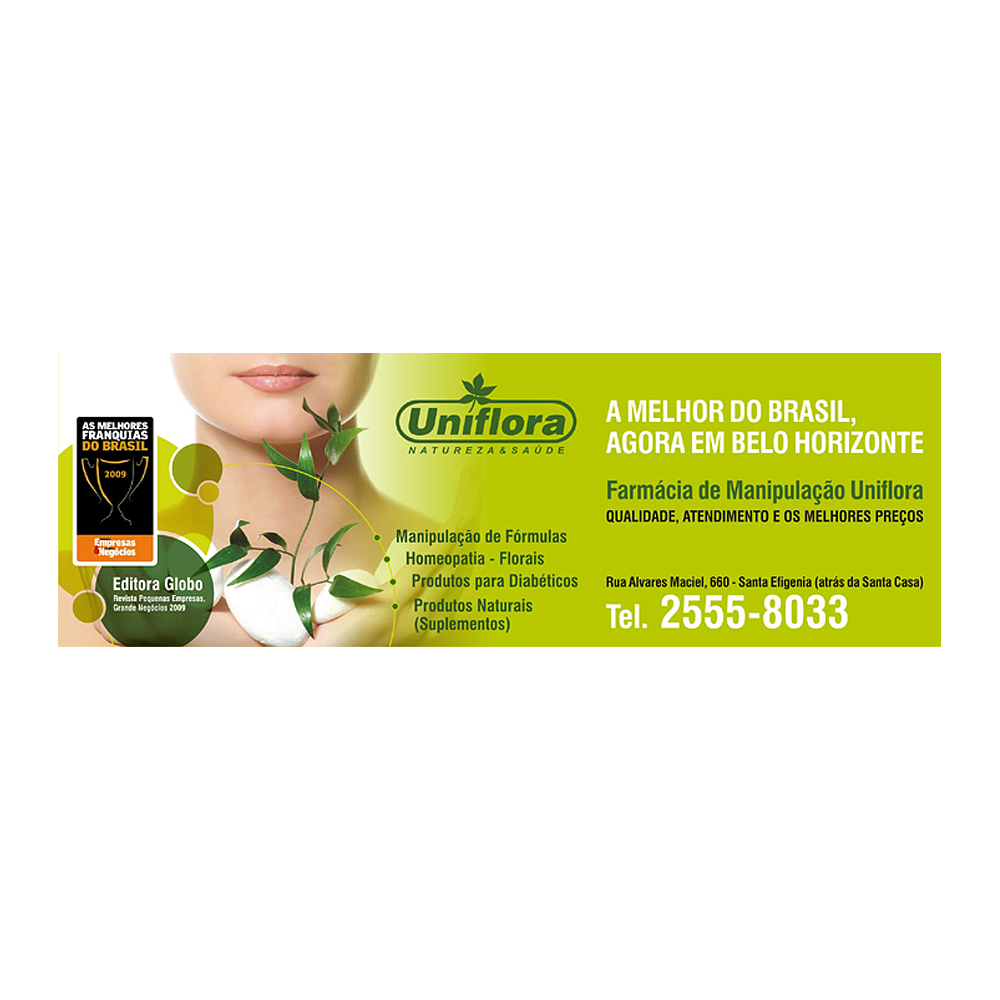 AS MELHORES
FRANQUIAS
DO BRASIL
2009
Empresas
&Negócios
Editora Globo
Revista Pequenas Empresas,
Grande Negócios 2009
Uniflora
NATUREZA & SAÚDE
Manipulação de Fórmulas
Homeopatia - Florais
Produtos para Diabéticos
Produtos Naturais
(Suplementos)
A MELHOR DO BRASIL,
AGORA EM BELO HORIZONTE
Farmácia de Manipulação Uniflora
QUALIDADE, ATENDIMENTO E OS MELHORES PREÇOS
Rua Alvares Maciel, 660 - Santa Efigenia (atrás da Santa Casa)
Tel. 2555-8033